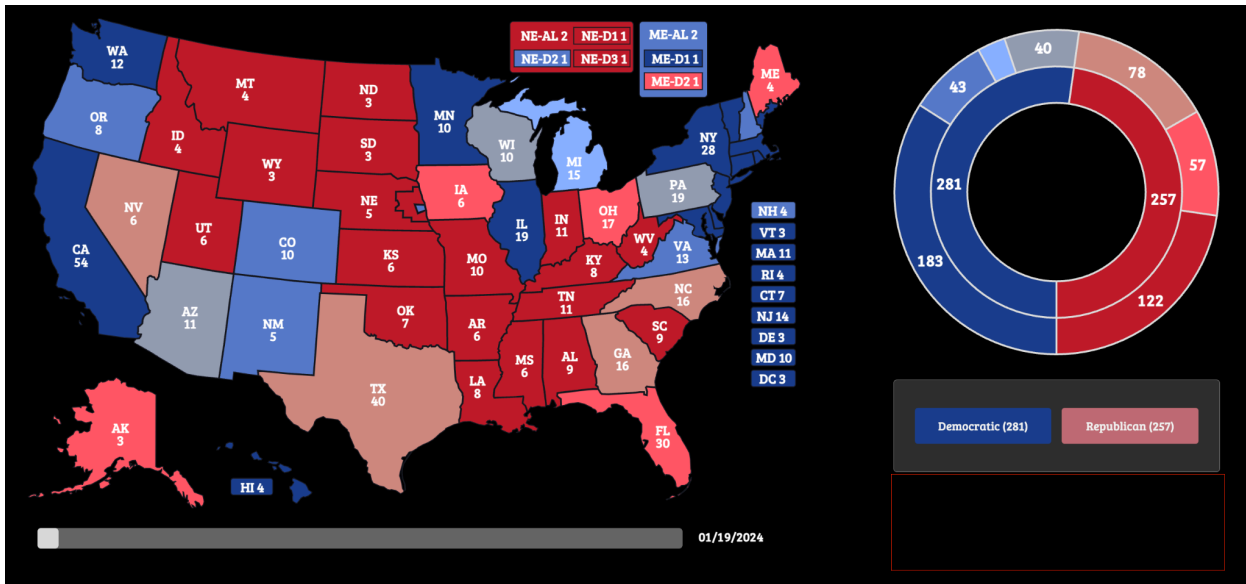 NE-AL 2 NE-D1 1
NE-D2 1 NE-D3 1
ME-AL 2
ME-D1 1
ME-D2 1
WA
12
OR
8
CA
54
NV
6
ID
4
MT
4
WY
3
UT
6
CO
10
AZ
11
NM
5
ND
3
SD
3
NE
5
KS
6
OK
7
TX
40
MN
10
IA
6
MO
10
AR
6
LA
8
WI
10
IL
19
MI
15
IN
11
OH
17
KY
8
TN
11
MS
6
AL
9
GA
16
FL
30
SC
9
NC
16
VA
13
WV
4
PA
19
NY
28
ME
4
NH 4
VT 3
MA 11
RI 4
CT 7
NJ 14
DE 3
MD 10
DC 3
AK
3
HI 4
01/19/2024
40
78
43
57
281
257
183
122
Democratic (281)
Republican (257)